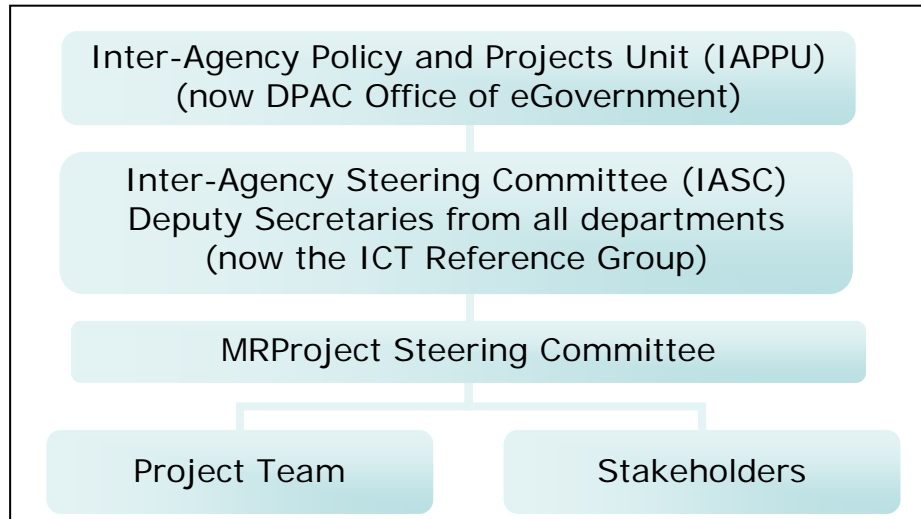 Inter-Agency Policy and Projects Unit (IAPPU)
(now DPAC Office of eGovernment)
Inter-Agency Steering Committee (IASC)
Deputy Secretaries from all departments
(now the ICT Reference Group)
MRProject Steering Committee
Project Team
Stakeholders